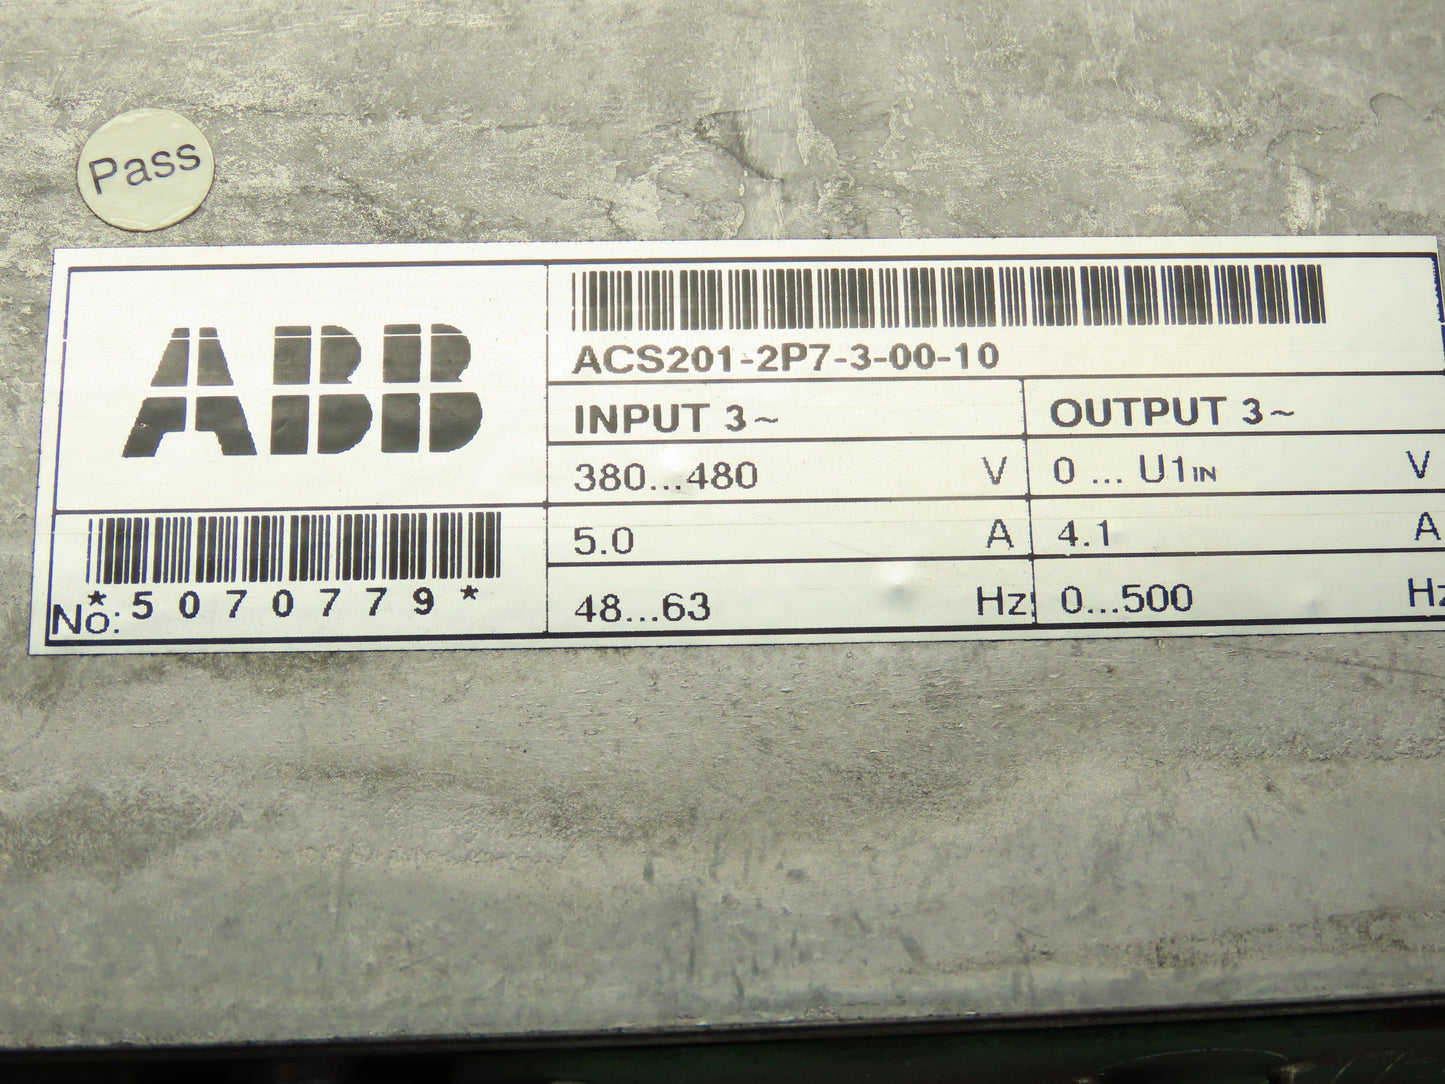 Pass
ABB
ACS201-2P7-3-00-10
INPUT 3~ OUTPUT 3~
380...480 V 0 ... U1IN V
5.0 A 4.1 A
48...63 Hz 0...500 Hz
No: *5070779*